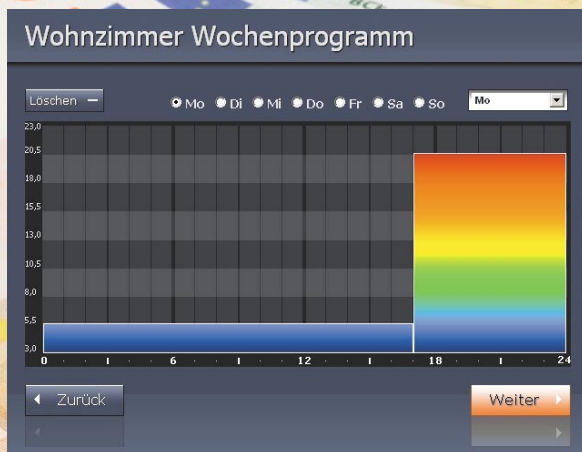 Wohnzimmer Wochenprogramm
Löschen –
Mo Di Mi Do Fr Sa So
Mo
23,0
20,5
18,0
15,5
13,0
10,5
8,0
5,5
3,0
0 6 12 18 24
Zurück
Weiter